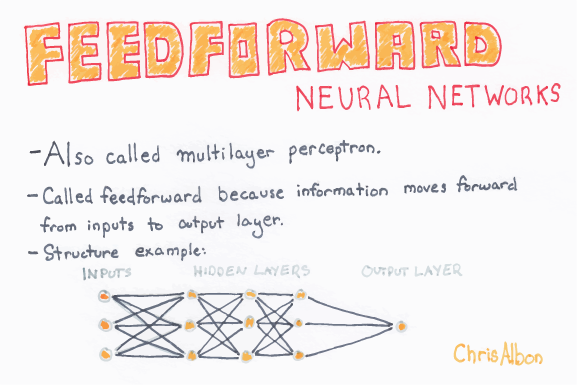 FEEDFORWARD
NEURAL NETWORKS
- Also called multilayer perceptron.
- Called feedforward because information moves forward
from inputs to output layer.
- Structure example:
INPUTS HIDDEN LAYERS OUTPUT LAYER
Chris Albon